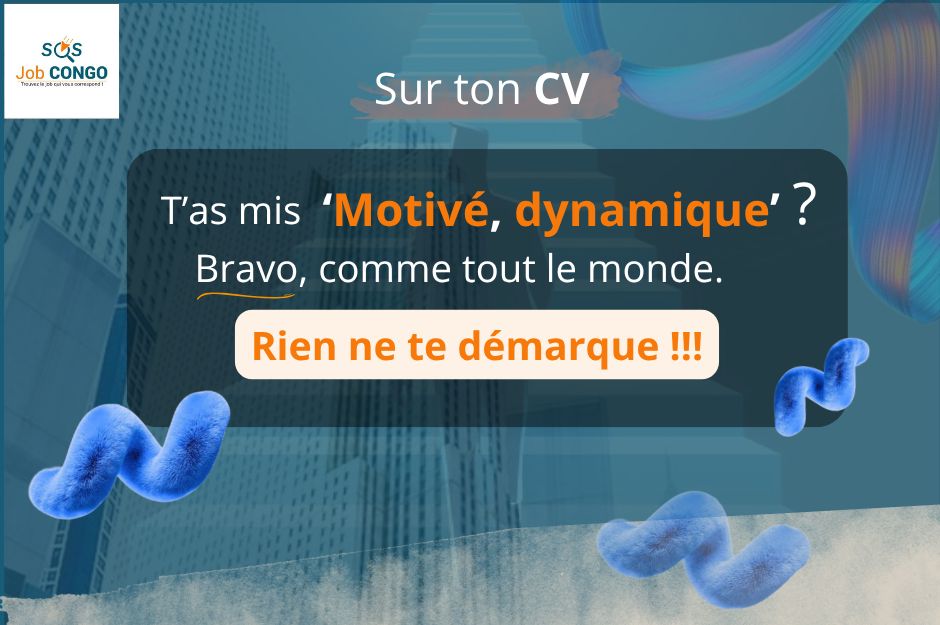 SOS
Job CONGO
Trouvez le job qui vous correspond !
Sur ton CV
T'as mis ‘Motivé, dynamique’ ?
Bravo, comme tout le monde.
Rien ne te démarque !!!